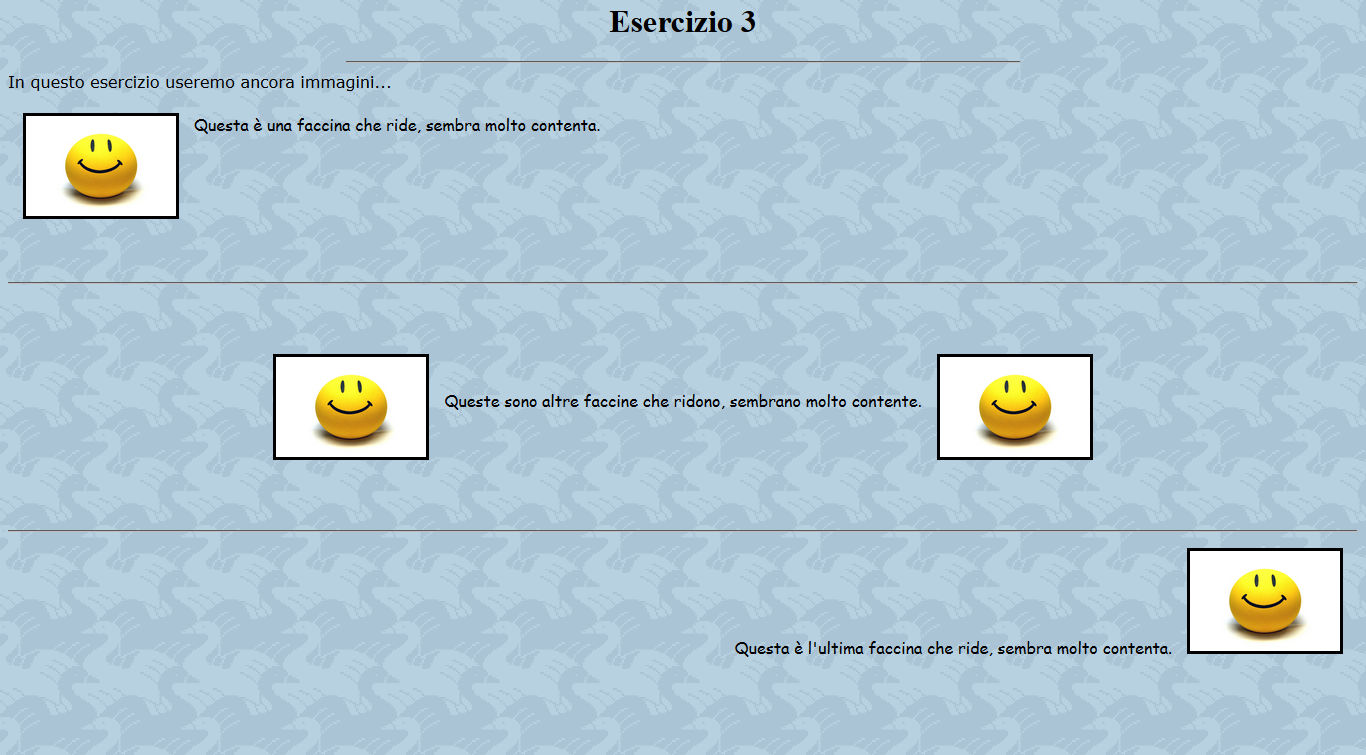 Esercizio 3
In questo esercizio useremo ancora immagini...
Questa è una faccina che ride, sembra molto contenta.
Queste sono altre faccine che ridono, sembrano molto contente.
Questa è l'ultima faccina che ride, sembra molto contenta.